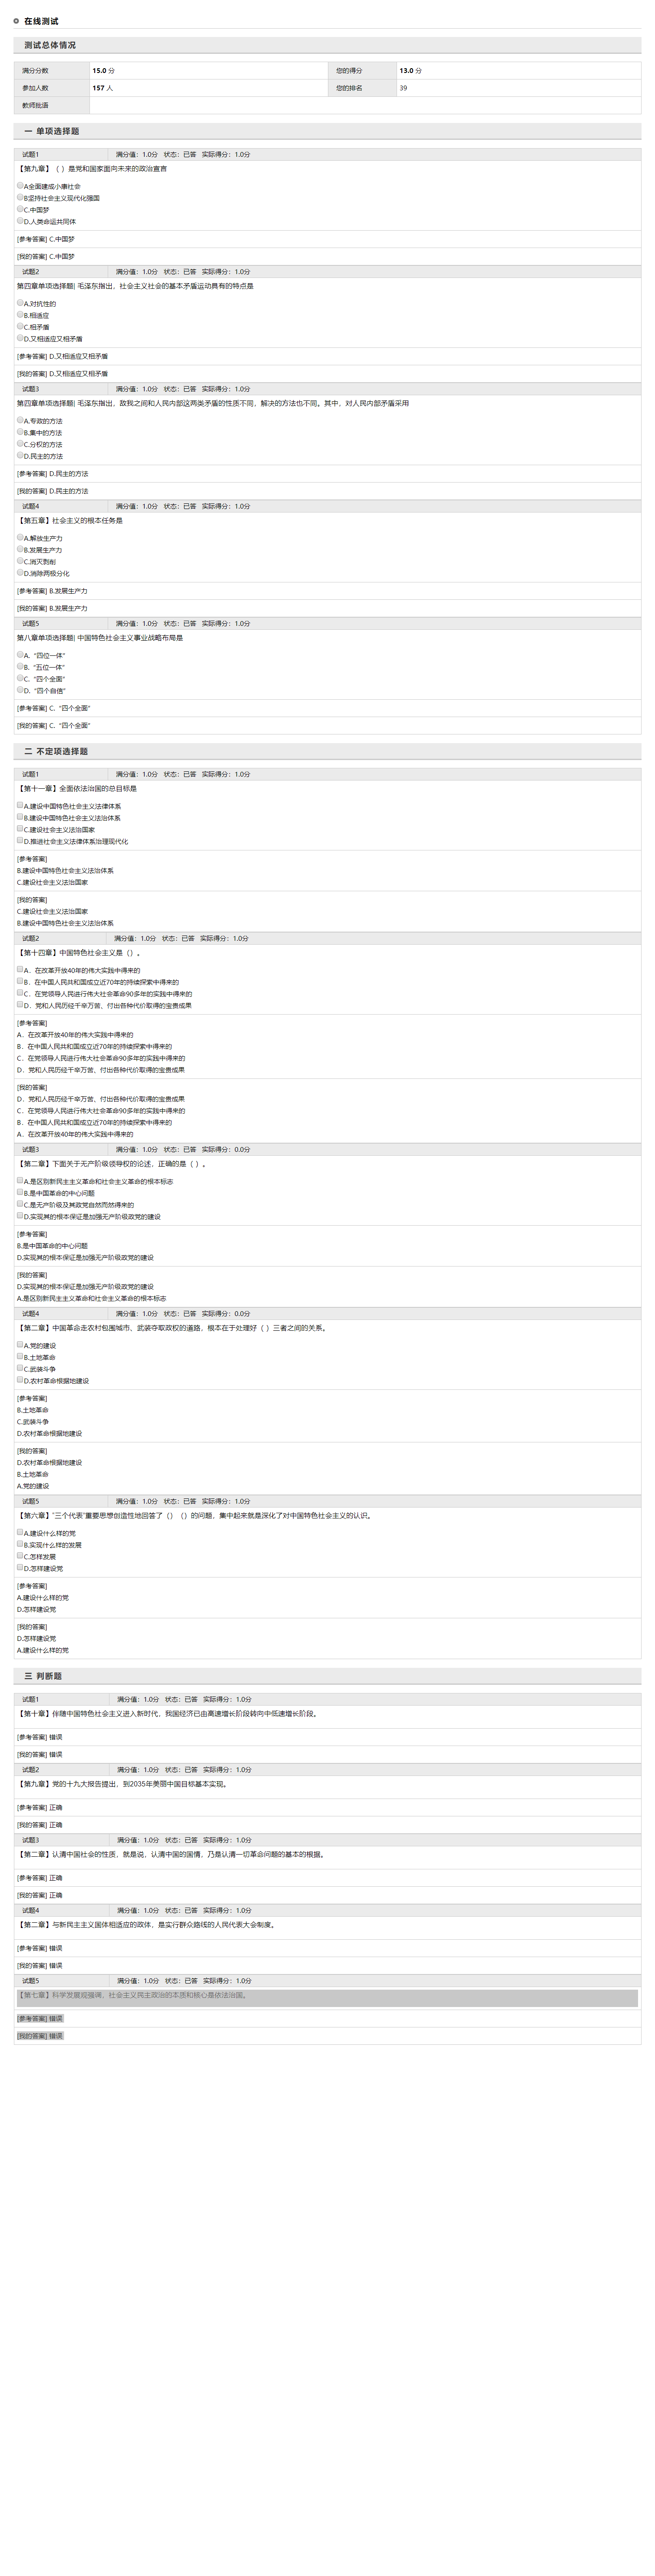 在线测试
测试总体情况
满分分数 15.0 分 您的得分 13.0 分
参加人数 157 人 您的排名 39
教师批语
一 单项选择题
试题1 满分值：1.0分 状态：已答 实际得分：1.0分
【第九章】（ ）是党和国家面向未来的政治宣言
A全面建成小康社会
B坚持社会主义现代化强国
C.中国梦
D.人类命运共同体
[参考答案] C.中国梦
[我的答案] C.中国梦
试题2 满分值：1.0分 状态：已答 实际得分：1.0分
第四章单项选择题| 毛泽东指出，社会主义社会的基本矛盾运动具有的特点是
A.对抗性的
B.相适应
C.相矛盾
D.又相适应又相矛盾
[参考答案] D.又相适应又相矛盾
[我的答案] D.又相适应又相矛盾
试题3 满分值：1.0分 状态：已答 实际得分：1.0分
第四章单项选择题| 毛泽东指出，敌我之间和人民内部这两类矛盾的性质不同，解决的方法也不同。其中，对人民内部矛盾采用
A.专政的方法
B.集中的方法
C.分权的方法
D.民主的方法
[参考答案] D.民主的方法
[我的答案] D.民主的方法
试题4 满分值：1.0分 状态：已答 实际得分：1.0分
【第五章】社会主义的根本任务是
A.解放生产力
B.发展生产力
C.消灭剥削
D.消除两极分化
[参考答案] B.发展生产力
[我的答案] B.发展生产力
试题5 满分值：1.0分 状态：已答 实际得分：1.0分
第八章单项选择题| 中国特色社会主义事业战略布局是
A.“四位一体”
B.“五位一体”
C.“四个全面”
D.“四个自信”
[参考答案] C.“四个全面”
[我的答案] C.“四个全面”
二 不定项选择题
试题1 满分值：1.0分 状态：已答 实际得分：1.0分
【第十一章】全面依法治国的总目标是
A.建设中国特色社会主义法律体系
B.建设中国特色社会主义法治体系
C.建设社会主义法治国家
D.推进社会主义法律体系治理现代化
[参考答案]
B.建设中国特色社会主义法治体系
C.建设社会主义法治国家
[我的答案]
C.建设社会主义法治国家
B.建设中国特色社会主义法治体系
试题2 满分值：1.0分 状态：已答 实际得分：1.0分
【第十四章】中国特色社会主义是（）。
A．在改革开放40年的伟大实践中得来的
B．在中国人民共和国成立近70年的持续探索中得来的
C．在党领导人民进行伟大社会革命90多年的实践中得来的
D．党和人民历经千辛万苦、付出各种代价取得的宝贵成果
[参考答案]
A．在改革开放40年的伟大实践中得来的
B．在中国人民共和国成立近70年的持续探索中得来的
C．在党领导人民进行伟大社会革命90多年的实践中得来的
D．党和人民历经千辛万苦、付出各种代价取得的宝贵成果
[我的答案]
D．党和人民历经千辛万苦、付出各种代价取得的宝贵成果
C．在党领导人民进行伟大社会革命90多年的实践中得来的
B．在中国人民共和国成立近70年的持续探索中得来的
A．在改革开放40年的伟大实践中得来的
试题3 满分值：1.0分 状态：已答 实际得分：0.0分
【第二章】下面关于无产阶级领导权的论述，正确的是（ ）。
A.是区别新民主主义革命和社会主义革命的根本标志
B.是中国革命的中心问题
C.是无产阶级及其政党自然而然得来的
D.实现其的根本保证是加强无产阶级政党的建设
[参考答案]
B.是中国革命的中心问题
D.实现其的根本保证是加强无产阶级政党的建设
[我的答案]
D.实现其的根本保证是加强无产阶级政党的建设
A.是区别新民主主义革命和社会主义革命的根本标志
试题4 满分值：1.0分 状态：已答 实际得分：0.0分
【第二章】中国革命走农村包围城市、武装夺取政权的道路，根本在于处理好（ ）三者之间的关系。
A.党的建设
B.土地革命
C.武装斗争
D.农村革命根据地建设
[参考答案]
B.土地革命
C.武装斗争
D.农村革命根据地建设
[我的答案]
D.农村革命根据地建设
B.土地革命
A.党的建设
试题5 满分值：1.0分 状态：已答 实际得分：1.0分
【第六章】“三个代表”重要思想创造性地回答了（）（）的问题，集中起来就是深化了对中国特色社会主义的认识。
A.建设什么样的党
B.实现什么样的发展
C.怎样发展
D.怎样建设党
[参考答案]
A.建设什么样的党
D.怎样建设党
[我的答案]
D.怎样建设党
A.建设什么样的党
三 判断题
试题1 满分值：1.0分 状态：已答 实际得分：1.0分
【第十章】伴随中国特色社会主义进入新时代，我国经济已由高速增长阶段转向中低速增长阶段。
[参考答案] 错误
[我的答案] 错误
试题2 满分值：1.0分 状态：已答 实际得分：1.0分
【第九章】党的十九大报告提出，到2035年美丽中国目标基本实现。
[参考答案] 正确
[我的答案] 正确
试题3 满分值：1.0分 状态：已答 实际得分：1.0分
【第二章】认清中国社会的性质，就是说，认清中国的国情，乃是认清一切革命问题的基本的根据。
[参考答案] 正确
[我的答案] 正确
试题4 满分值：1.0分 状态：已答 实际得分：1.0分
【第二章】与新民主主义国体相适应的政体，是实行群众路线的人民代表大会制度。
[参考答案] 错误
[我的答案] 错误
试题5 满分值：1.0分 状态：已答 实际得分：1.0分
【第七章】科学发展观强调，社会主义民主政治的本质和核心是依法治国。
[参考答案] 错误
[我的答案] 错误